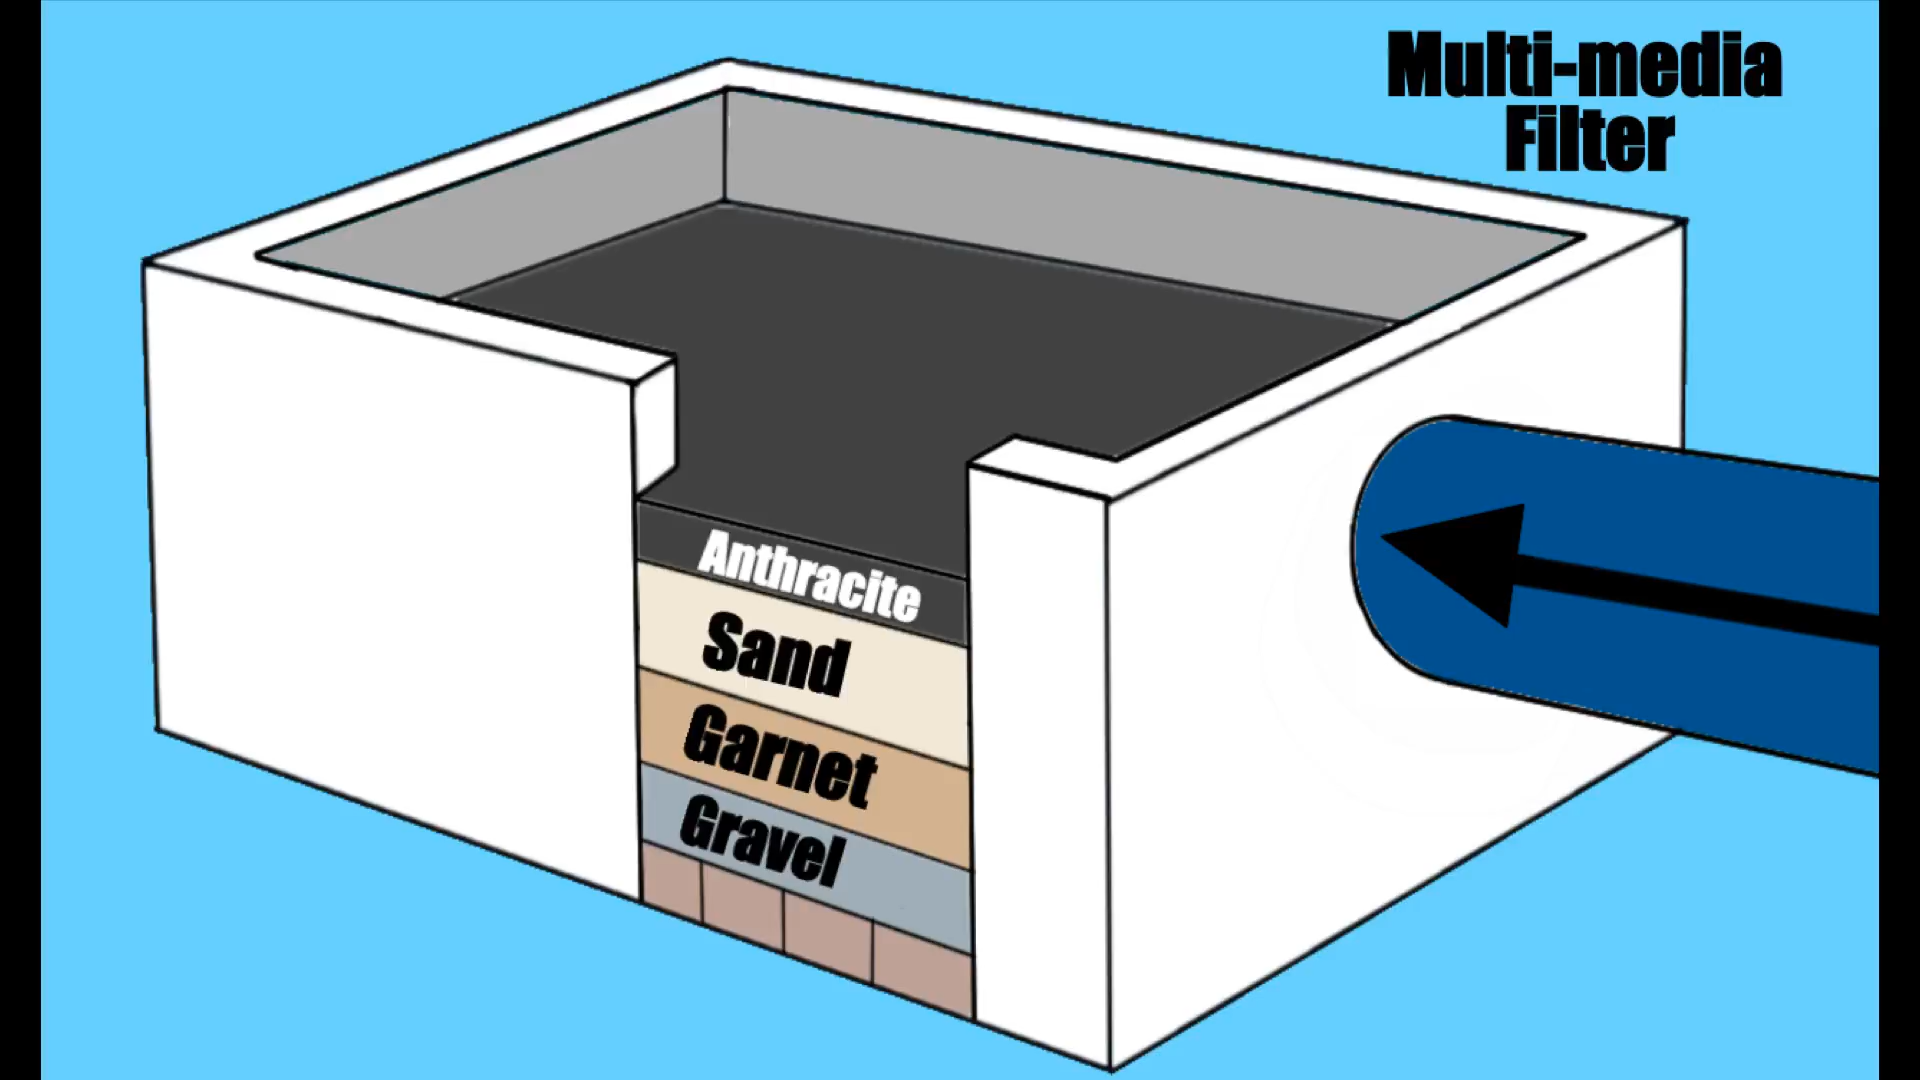 Multi-media
Filter
Anthracite
Sand
Garnet
Gravel